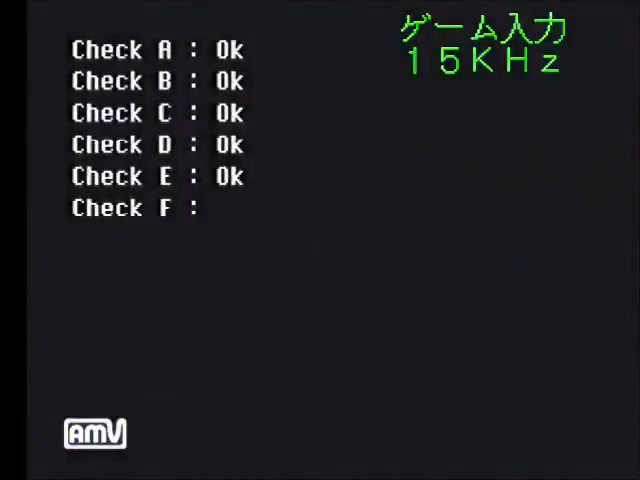 Check A : Ok
Check B : Ok
Check C : Ok
Check D : Ok
Check E : Ok
Check F :
ゲーム入力
15KHz
AMV